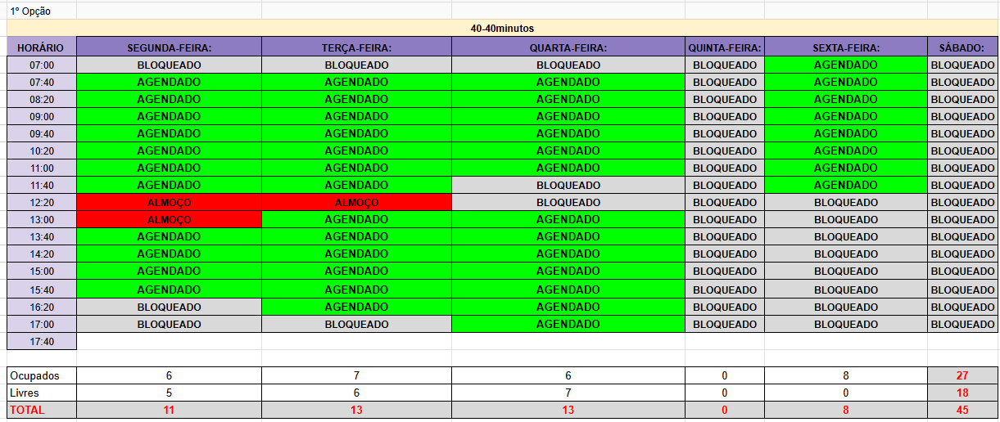 1º Opção
40-40minutos
HORÁRIO SEGUNDA-FEIRA: TERÇA-FEIRA: QUARTA-FEIRA: QUINTA-FEIRA: SEXTA-FEIRA: SÁBADO:
07:00 BLOQUEADO BLOQUEADO BLOQUEADO BLOQUEADO AGENDADO BLOQUEADO
07:40 AGENDADO AGENDADO AGENDADO BLOQUEADO AGENDADO BLOQUEADO
08:20 AGENDADO AGENDADO AGENDADO BLOQUEADO AGENDADO BLOQUEADO
09:00 AGENDADO AGENDADO AGENDADO BLOQUEADO AGENDADO BLOQUEADO
09:40 AGENDADO AGENDADO AGENDADO BLOQUEADO AGENDADO BLOQUEADO
10:20 AGENDADO AGENDADO AGENDADO BLOQUEADO AGENDADO BLOQUEADO
11:00 AGENDADO AGENDADO AGENDADO BLOQUEADO AGENDADO BLOQUEADO
11:40 AGENDADO AGENDADO BLOQUEADO BLOQUEADO AGENDADO BLOQUEADO
12:20 ALMOÇO ALMOÇO BLOQUEADO BLOQUEADO BLOQUEADO BLOQUEADO
13:00 ALMOÇO AGENDADO AGENDADO BLOQUEADO BLOQUEADO BLOQUEADO
13:40 AGENDADO AGENDADO AGENDADO BLOQUEADO BLOQUEADO BLOQUEADO
14:20 AGENDADO AGENDADO AGENDADO BLOQUEADO BLOQUEADO BLOQUEADO
15:00 AGENDADO AGENDADO AGENDADO BLOQUEADO BLOQUEADO BLOQUEADO
15:40 AGENDADO AGENDADO AGENDADO BLOQUEADO BLOQUEADO BLOQUEADO
16:20 BLOQUEADO AGENDADO AGENDADO BLOQUEADO BLOQUEADO BLOQUEADO
17:00 BLOQUEADO BLOQUEADO AGENDADO BLOQUEADO BLOQUEADO BLOQUEADO
17:40
Ocupados 6 7 6 0 8 27
Livres 5 6 7 0 0 18
TOTAL 11 13 13 0 8 45